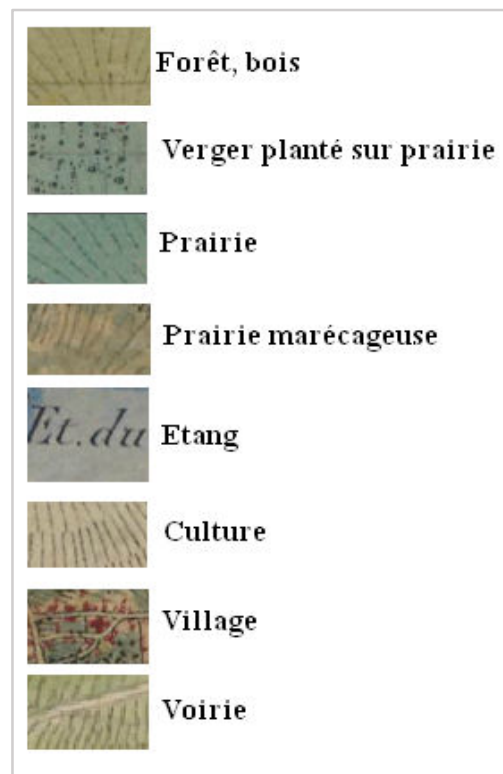 Forêt, bois
Verger planté sur prairie
Prairie
Prairie marécageuse
Et. du
Etang
Culture
Village
Voirie